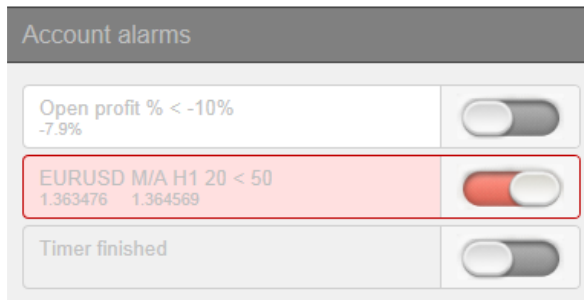 Account alarms
Open profit % < -10%
-7.9%
EURUSD M/A H1 20 < 50
1.363476 1.364569
Timer finished